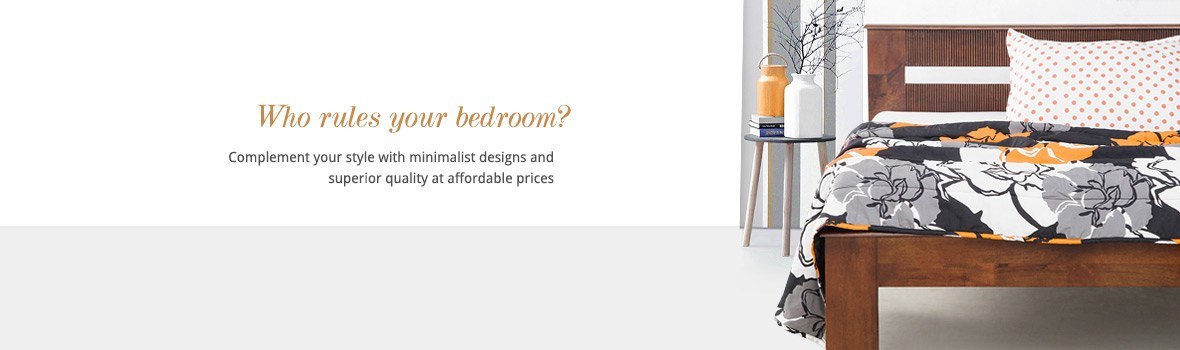 Who rules your bedroom?
Complement your style with minimalist designs and
superior quality at affordable prices